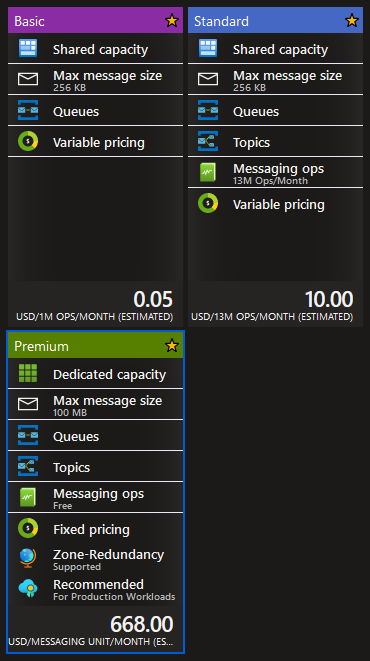 Basic
Shared capacity
Max message size
256 KB
Queues
Variable pricing
0.05
USD/1M OPS/MONTH (ESTIMATED)
Standard
Shared capacity
Max message size
256 KB
Queues
Topics
Messaging ops
13M Ops/Month
Variable pricing
10.00
USD/13M OPS/MONTH (ESTIMATED)
Premium
Dedicated capacity
Max message size
100 MB
Queues
Topics
Messaging ops
Free
Fixed pricing
Zone-Redundancy
Supported
Recommended
For Production Workloads
668.00
USD/MESSAGING UNIT/MONTH (ES...